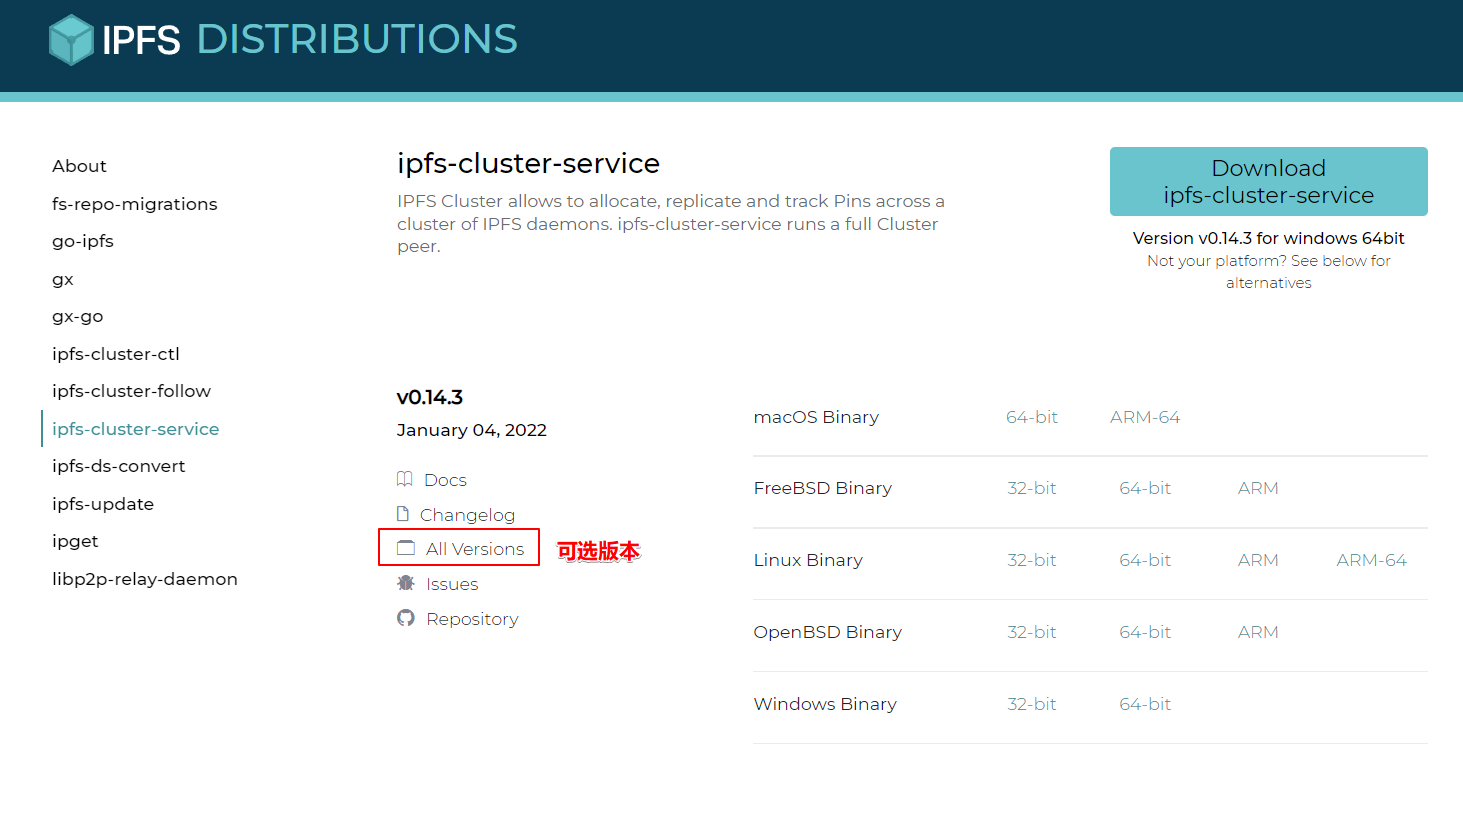 IPFS DISTRIBUTIONS
About
fs-repo-migrations
go-ipfs
gx
gx-go
ipfs-cluster-ctl
ipfs-cluster-follow
ipfs-cluster-service
ipfs-ds-convert
ipfs-update
ipget
libp2p-relay-daemon
ipfs-cluster-service
IPFS Cluster allows to allocate, replicate and track Pins across a
cluster of IPFS daemons. ipfs-cluster-service runs a full Cluster
peer.
Download
ipfs-cluster-service
Version v0.14.3 for windows 64bit
Not your platform? See below for
alternatives
v0.14.3
January 04, 2022
Docs
Changelog
All Versions 可选版本
Issues
Repository
macOS Binary 64-bit ARM-64
FreeBSD Binary 32-bit 64-bit ARM
Linux Binary 32-bit 64-bit ARM ARM-64
OpenBSD Binary 32-bit 64-bit ARM
Windows Binary 32-bit 64-bit